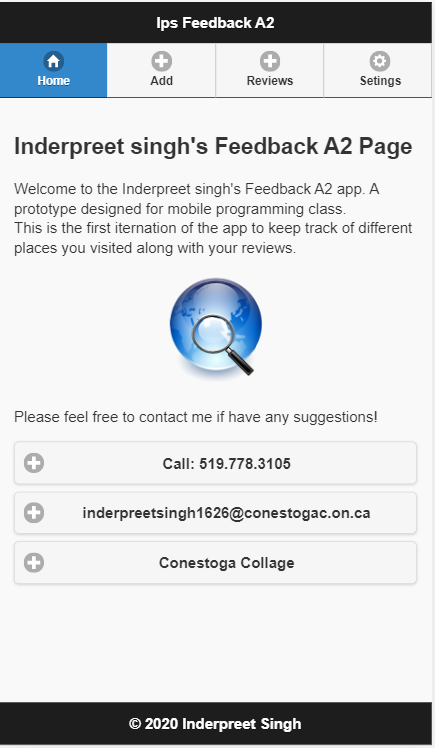 Ips Feedback A2
Home
Add
Reviews
Setings
Inderpreet singh's Feedback A2 Page
Welcome to the Inderpreet singh's Feedback A2 app. A
prototype designed for mobile programming class.
This is the first iternation of the app to keep track of different
places you visited along with your reviews.
Please feel free to contact me if have any suggestions!
Call: 519.778.3105
inderpreetsingh1626@conestogac.on.ca
Conestoga Collage
© 2020 Inderpreet Singh